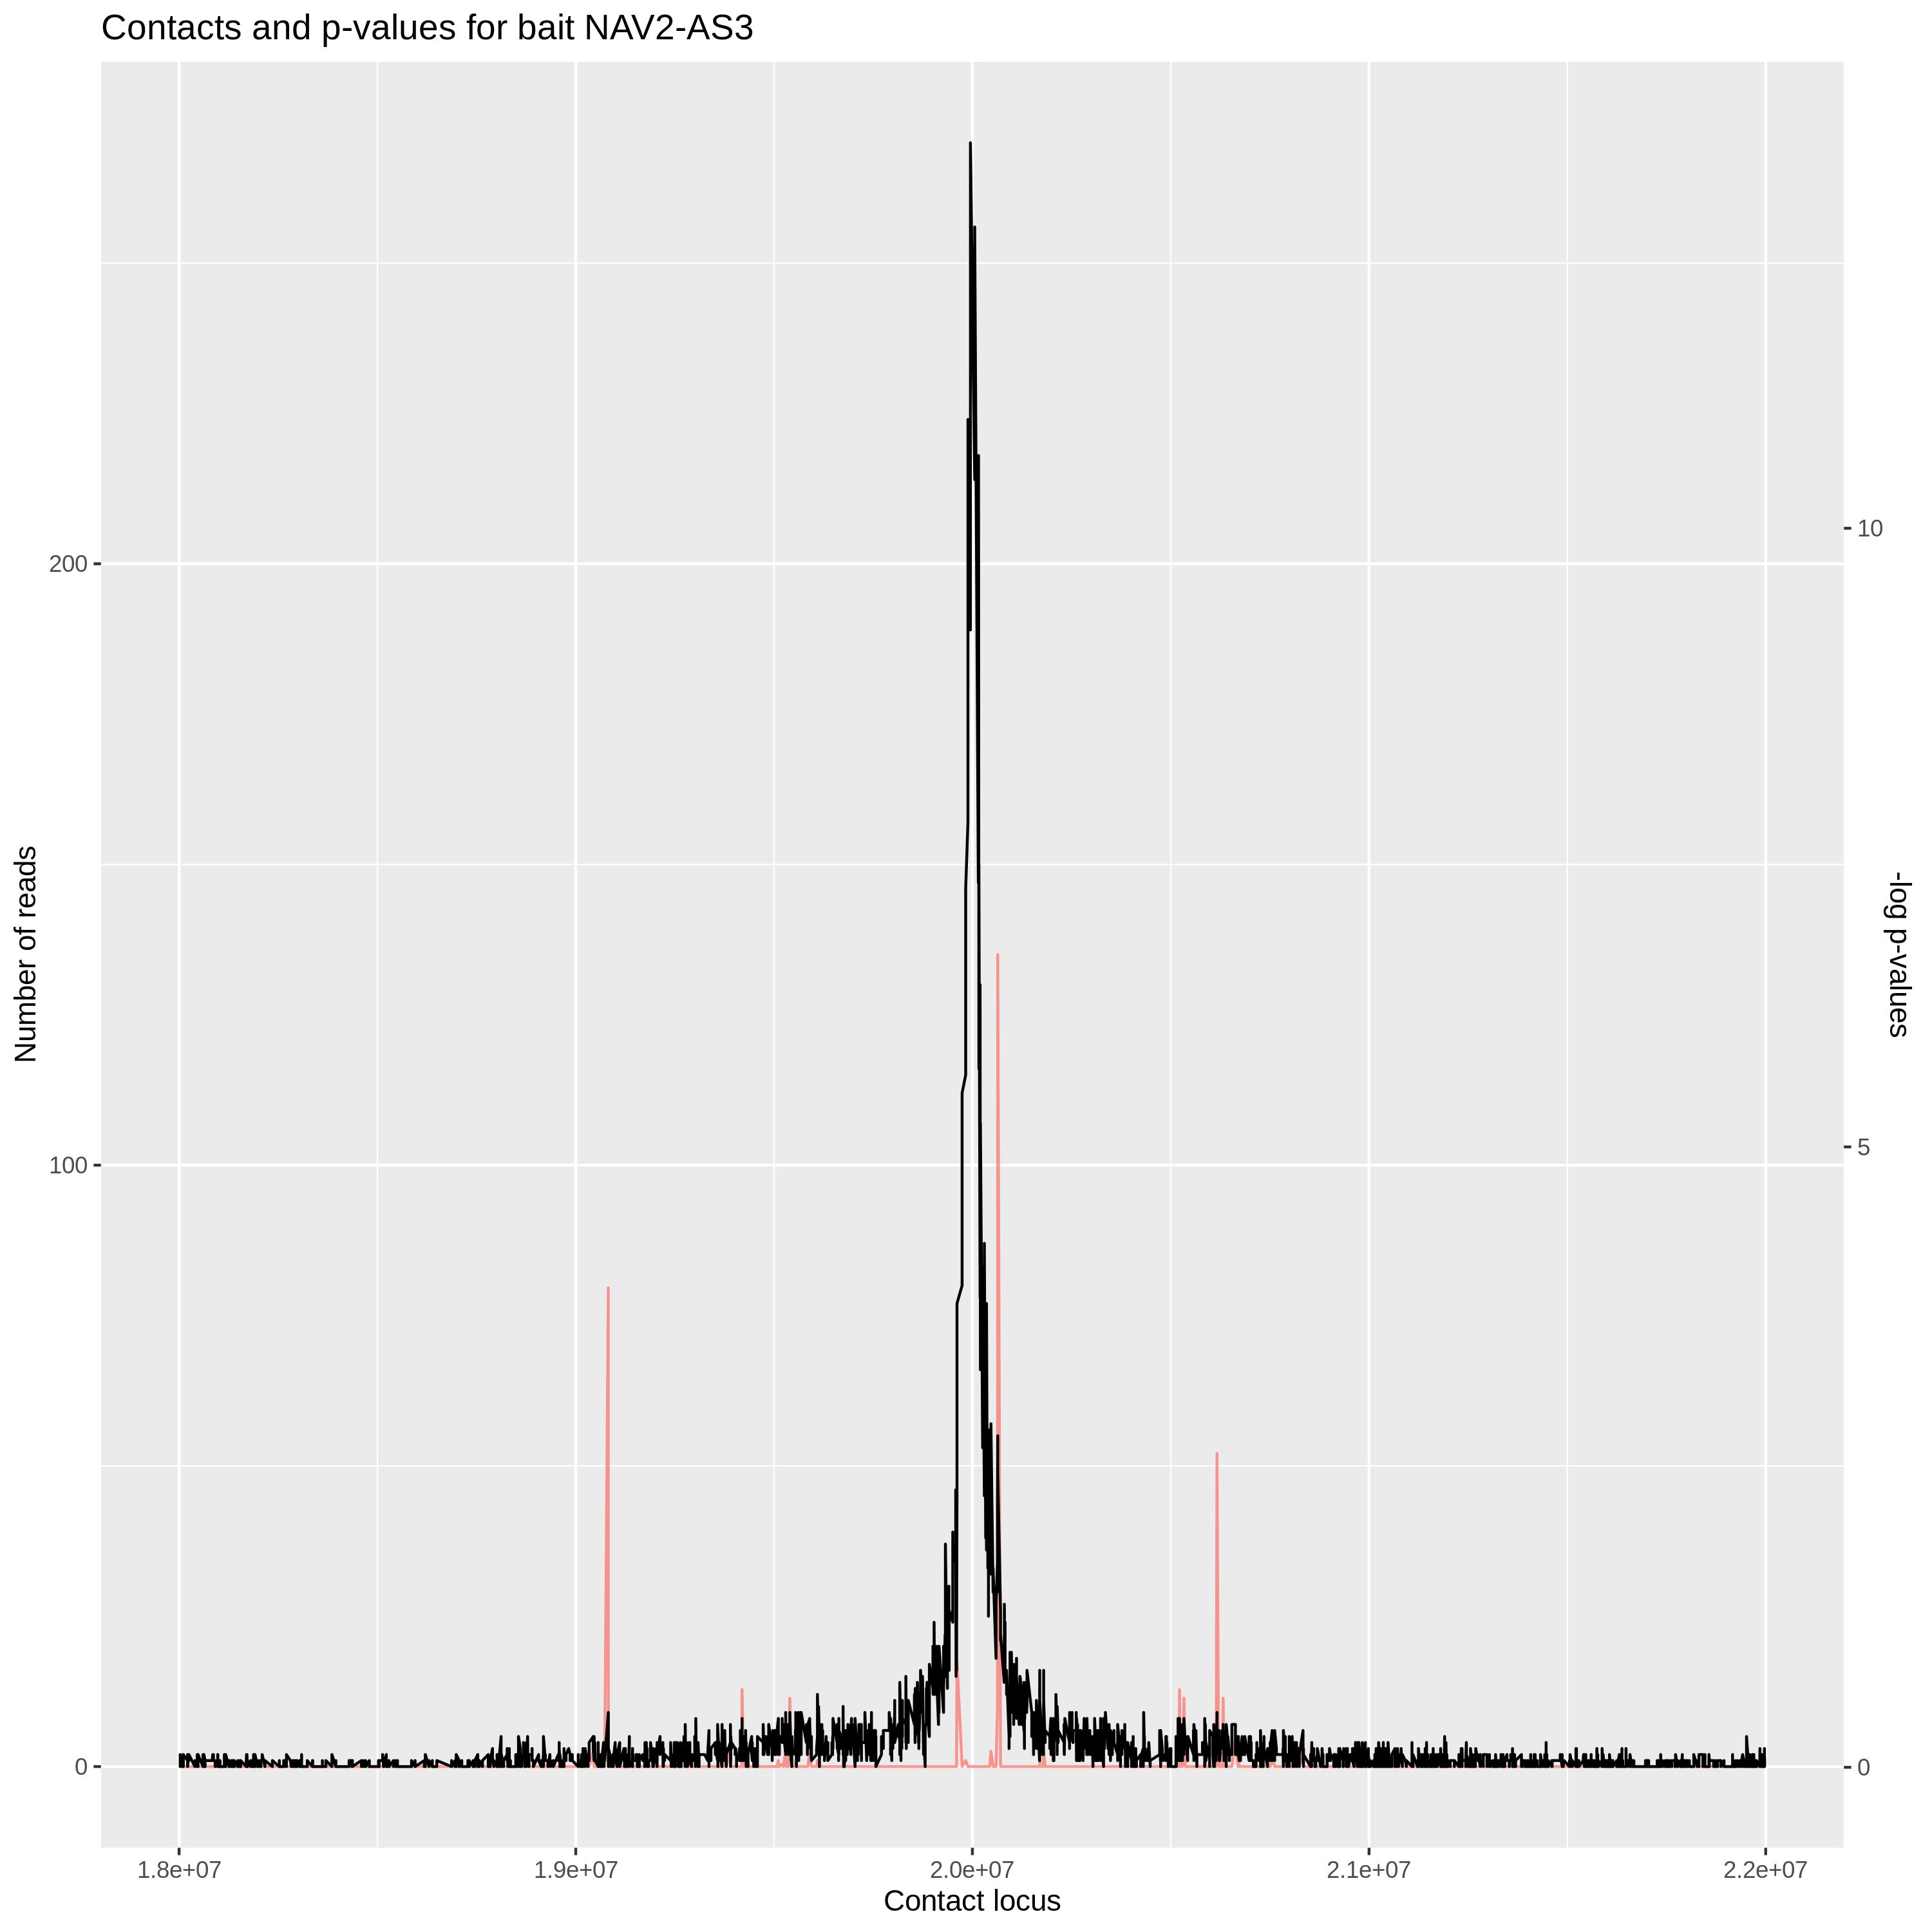 Contacts and p-values for bait NAV2-AS3
200
100
0
Number of reads
10
5
0
-log p-values
1.8e+07
1.9e+07
2.0e+07
2.1e+07
2.2e+07
Contact locus